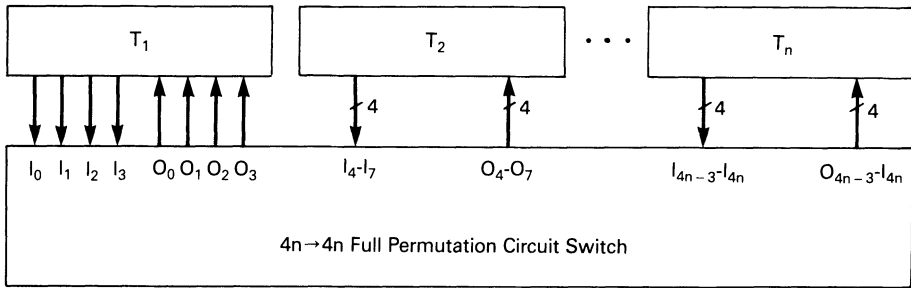 T1 T2 · · · Tn
4 4 4 4
I0 I1 I2 I3 O0 O1 O2 O3 I4-I7 O4-O7 I4n−3-I4n O4n−3-I4n
4n→4n Full Permutation Circuit Switch